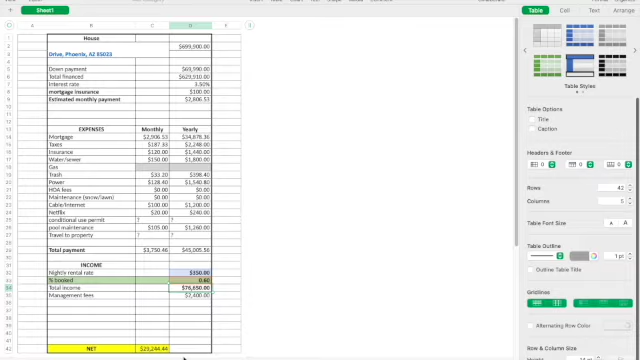 Sheet1
Table Cell Text Arrange
House
$699,900.00
Drive, Phoenix, AZ 85023
Down payment $69,990.00
Total financed $629,910.00
Interest rate 3.50%
mortgage insurance $100.00
Estimated monthly payment $2,806.53
EXPENSES Monthly Yearly
Mortgage $2,906.53 $34,878.36
Taxes $187.33 $2,248.00
Insurance $120.00 $1,440.00
Water/sewer $150.00 $1,800.00
Gas
Trash $33.20 $398.40
Power $128.40 $1,540.80
HOA fees $0.00 $0.00
Maintenance (snow/lawn) $0.00 $0.00
Cable/Internet $100.00 $1,200.00
Netflix $20.00 $240.00
conditional use permit ? ?
pool maintenance $105.00 $1,260.00
Travel to property ? ?
Total payment $3,750.46 $45,005.56
INCOME
Nightly rental rate $350.00
% booked 0.60
Total income $76,650.00
Management fees $2,400.00
NET $29,244.44
Table Styles
Table Options
Title
Caption
Headers & Footer
0 0 0
Rows 42
Columns 5
Table Font Size A A
Table Outline
1 pt
Outline Table Title
Gridlines
Alternating Row Color
Row & Column Size